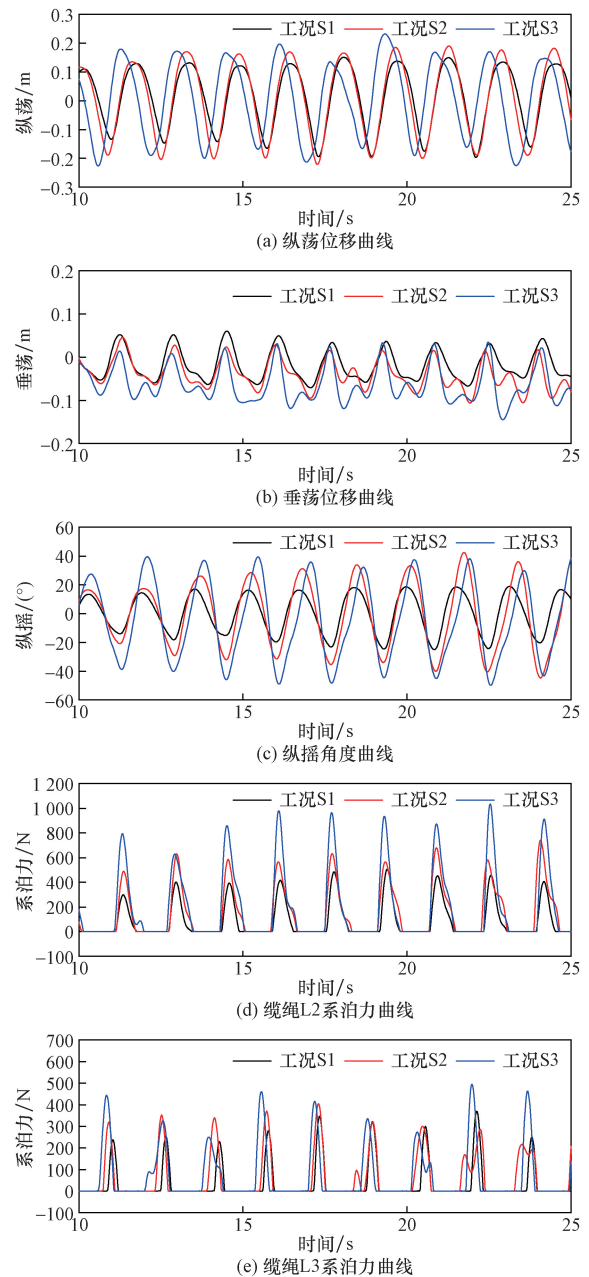 0.3
工况S1 工况S2 工况S3
0.2
0.1
纵荡/m
0
−0.1
−0.2
−0.3
10 15 20 25
时间/s
(a) 纵荡位移曲线
0.2
工况S1 工况S2 工况S3
0.1
垂荡/m
0
−0.1
−0.2
10 15 20 25
时间/s
(b) 垂荡位移曲线
60
工况S1 工况S2 工况S3
40
20
纵摇/(°)
0
−20
−40
−60
10 15 20 25
时间/s
(c) 纵摇角度曲线
1 200
工况S1 工况S2 工况S3
1 000
800
600
系泊力/N
400
200
0
−100
10 15 20 25
时间/s
(d) 缆绳L2系泊力曲线
700
工况S1 工况S2 工况S3
600
500
400
系泊力/N
300
200
100
0
−100
10 15 20 25
时间/s
(e) 缆绳L3系泊力曲线